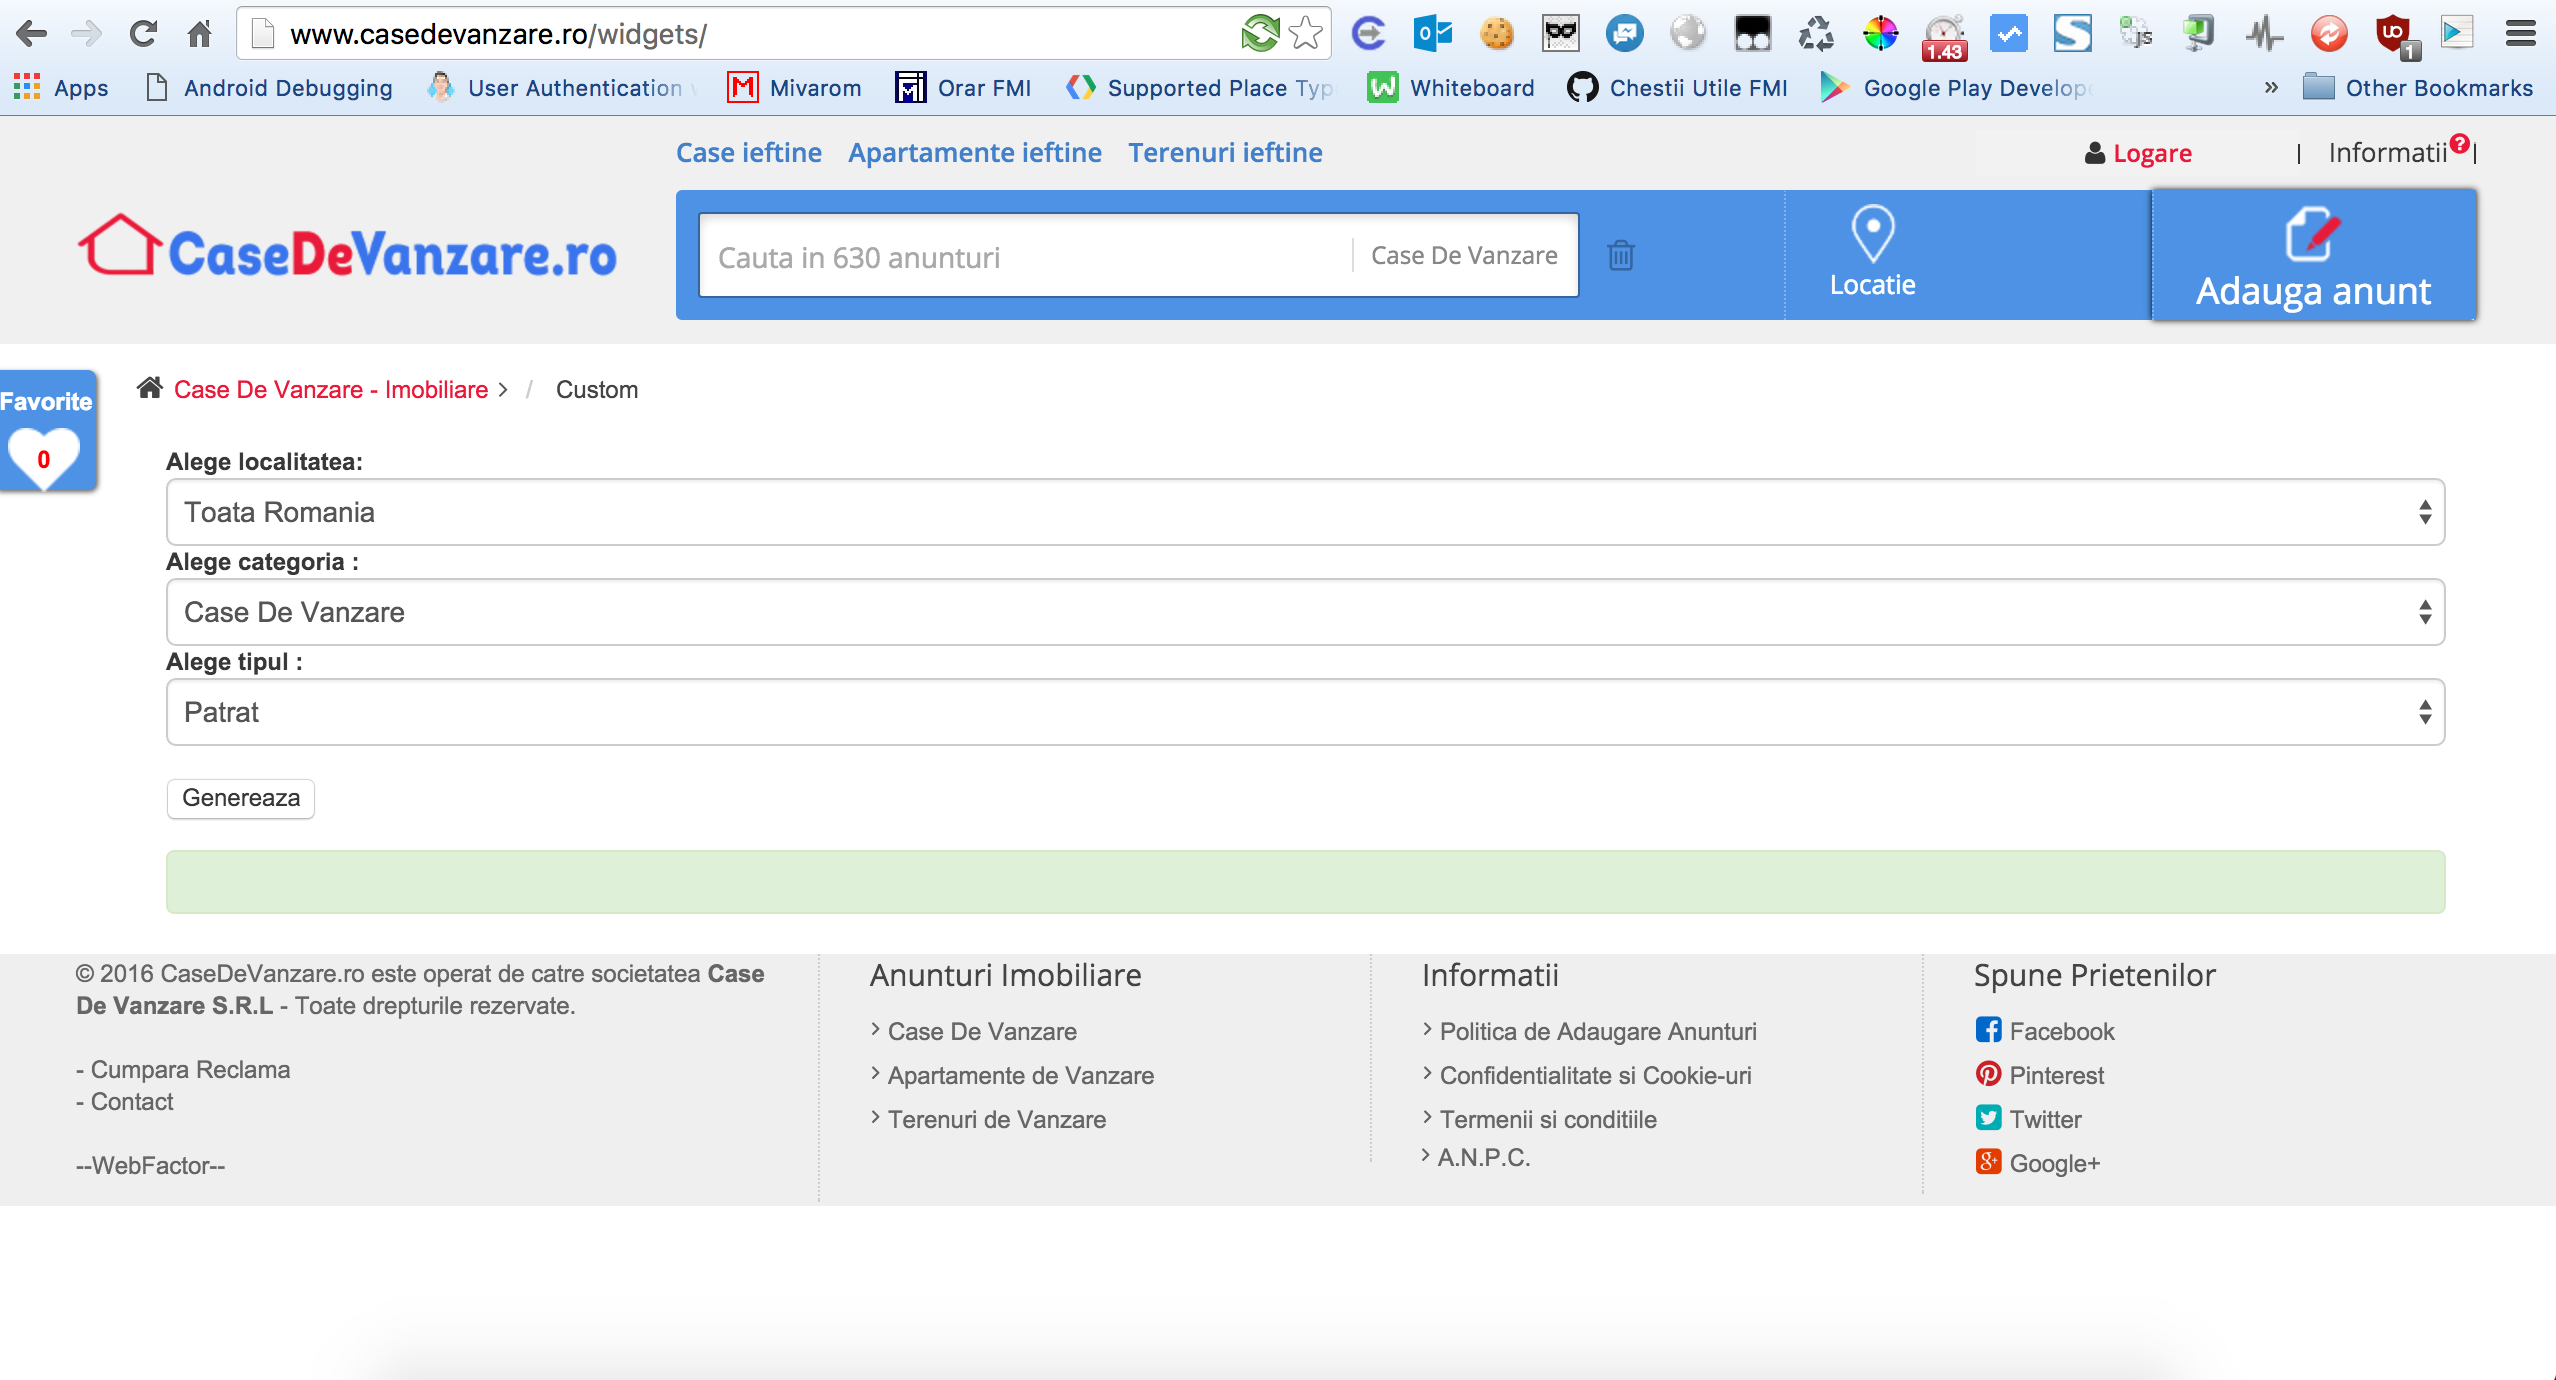 www.casedevanzare.ro/widgets/
1.43
js
1
Apps
Android Debugging
User Authentication
Mivarom
Orar FMI
Supported Place
Whiteboard
Chestii Utile FMI
Google Play
»
Other Bookmarks
Case ieftine Apartamente ieftine Terenuri ieftine
Logare | Informatii? |
CaseDeVanzare.ro
Cauta in 630 anunturi
Case De Vanzare
Locatie
Adauga anunt
Favorite
0
Case De Vanzare - Imobiliare > / Custom
Alege localitatea:
Toata Romania
Alege categoria :
Case De Vanzare
Alege tipul :
Patrat
Genereaza
© 2016 CaseDeVanzare.ro este operat de catre societatea Case
De Vanzare S.R.L - Toate drepturile rezervate.
- Cumpara Reclama
- Contact
--WebFactor--
Anunturi Imobiliare
> Case De Vanzare
> Apartamente de Vanzare
> Terenuri de Vanzare
Informatii
> Politica de Adaugare Anunturi
> Confidentialitate si Cookie-uri
> Termenii si conditiile
> A.N.P.C.
Spune Prietenilor
Facebook
Pinterest
Twitter
Google+